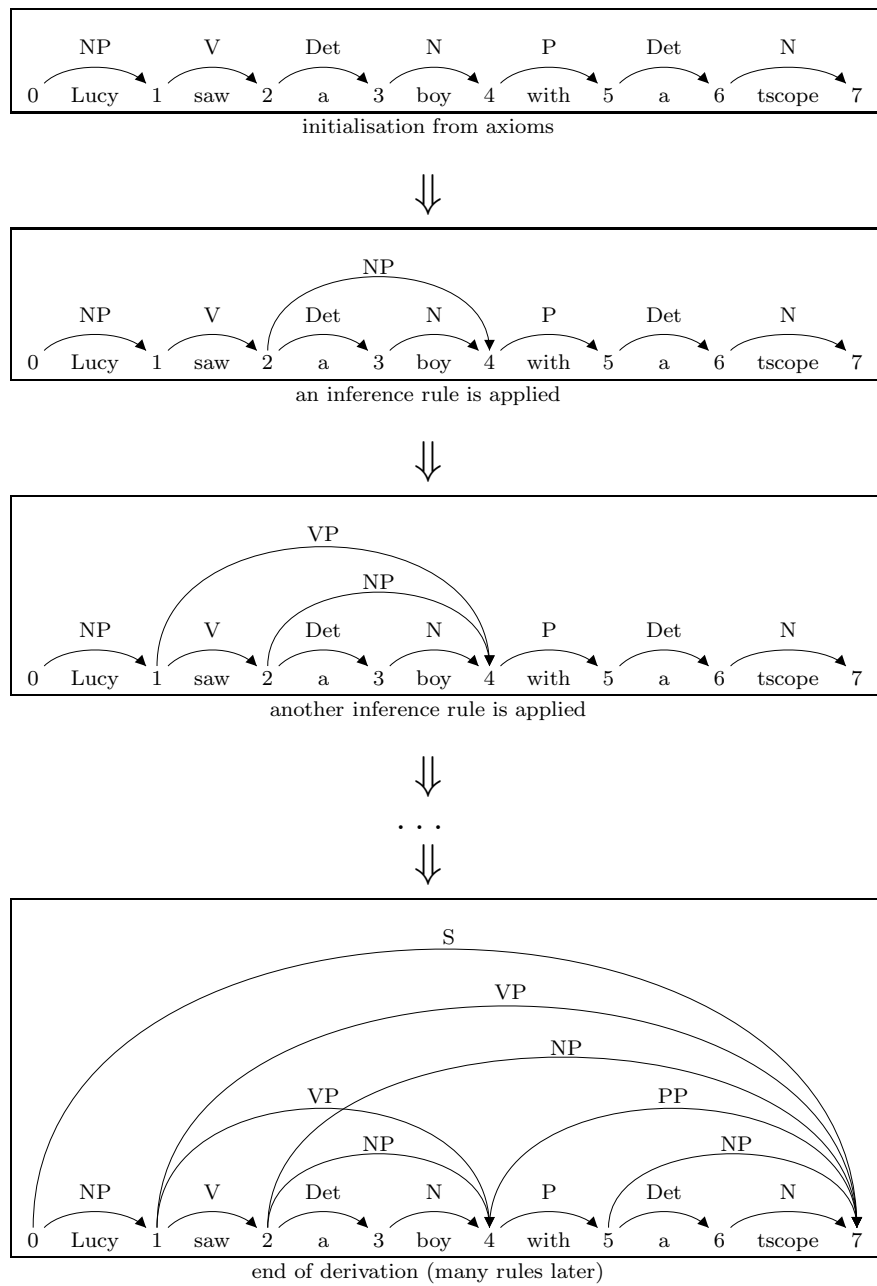 NP V Det N P Det N
0 Lucy 1 saw 2 a 3 boy 4 with 5 a 6 tscope 7
initialisation from axioms
⇓
NP
NP V Det N P Det N
0 Lucy 1 saw 2 a 3 boy 4 with 5 a 6 tscope 7
an inference rule is applied
⇓
VP
NP
NP V Det N P Det N
0 Lucy 1 saw 2 a 3 boy 4 with 5 a 6 tscope 7
another inference rule is applied
⇓
. . .
⇓
S
VP
NP
VP PP
NP NP
NP V Det N P Det N
0 Lucy 1 saw 2 a 3 boy 4 with 5 a 6 tscope 7
end of derivation (many rules later)